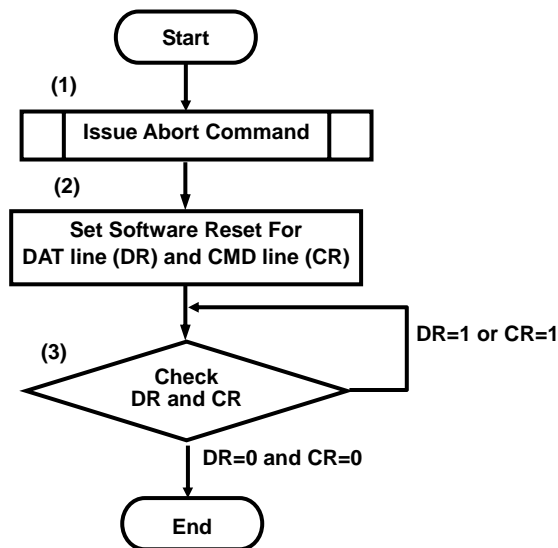 Start
(1)
Issue Abort Command
(2)
Set Software Reset For
DAT line (DR) and CMD line (CR)
DR=1 or CR=1
(3)
Check
DR and CR
DR=0 and CR=0
End